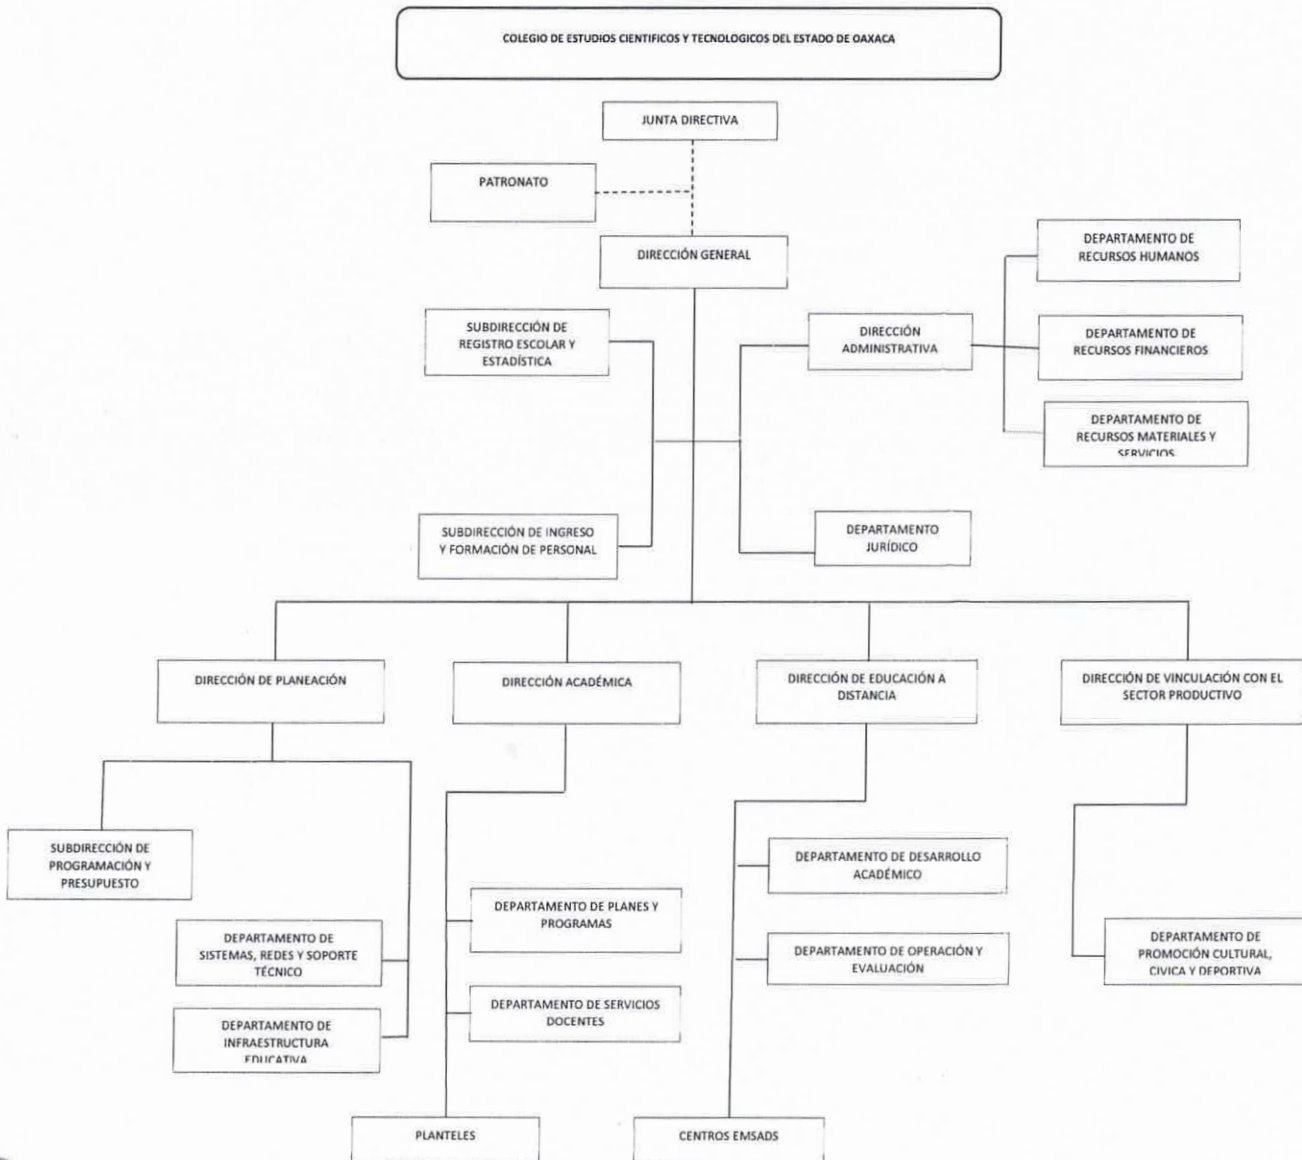 COLEGIO DE ESTUDIOS CIENTIFICOS Y TECNOLOGICOS DEL ESTADO DE OAXACA
JUNTA DIRECTIVA
PATRONATO
DIRECCIÓN GENERAL
DEPARTAMENTO DE
RECURSOS HUMANOS
SUBDIRECCIÓN DE
REGISTRO ESCOLAR Y
ESTADÍSTICA
DIRECCIÓN
ADMINISTRATIVA
DEPARTAMENTO DE
RECURSOS FINANCIEROS
DEPARTAMENTO DE
RECURSOS MATERIALES Y
SERVICIOS
SUBDIRECCIÓN DE INGRESO
Y FORMACIÓN DE PERSONAL
DEPARTAMENTO
JURÍDICO
DIRECCIÓN DE PLANEACIÓN
DIRECCIÓN ACADÉMICA
DIRECCIÓN DE EDUCACIÓN A
DISTANCIA
DIRECCIÓN DE VINCULACIÓN CON EL
SECTOR PRODUCTIVO
SUBDIRECCIÓN DE
PROGRAMACIÓN Y
PRESUPUESTO
DEPARTAMENTO DE DESARROLLO
ACADÉMICO
DEPARTAMENTO DE PLANES Y
PROGRAMAS
DEPARTAMENTO DE
SISTEMAS, REDES Y SOPORTE
TÉCNICO
DEPARTAMENTO DE OPERACIÓN Y
EVALUACIÓN
DEPARTAMENTO DE
PROMOCIÓN CULTURAL,
CIVICA Y DEPORTIVA
DEPARTAMENTO DE SERVICIOS
DOCENTES
DEPARTAMENTO DE
INFRAESTRUCTURA
EDUCATIVA
PLANTELES
CENTROS EMSADS